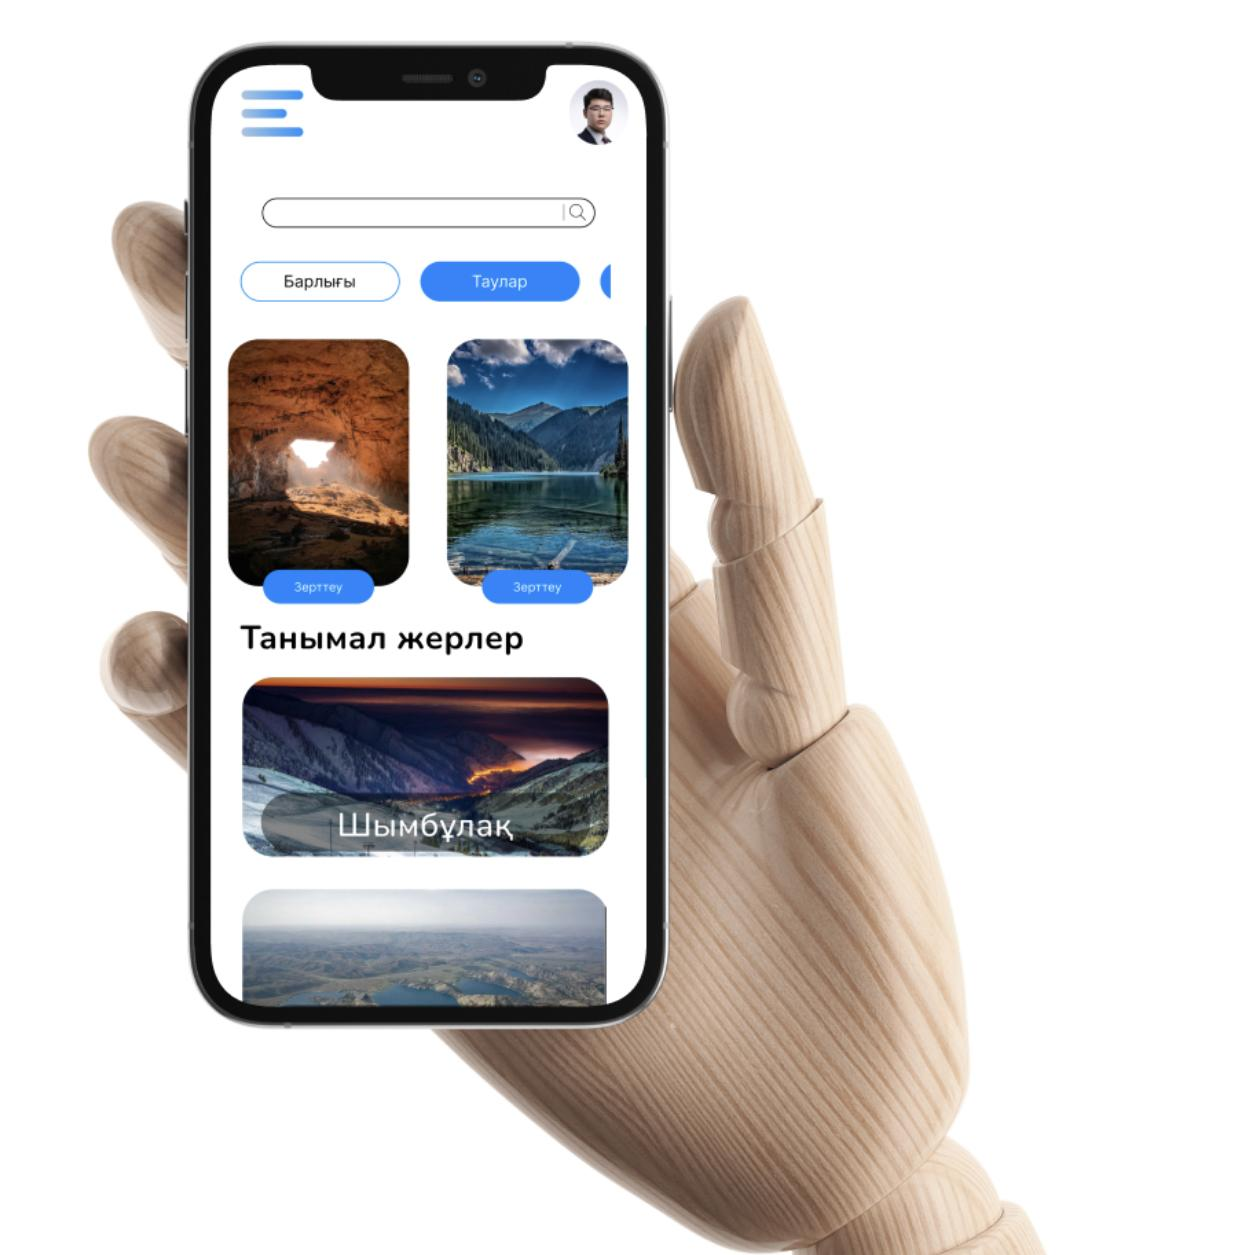 Барлығы
Таулар
Зерттеу
Зерттеу
Танымал жерлер
Шымбұлақ